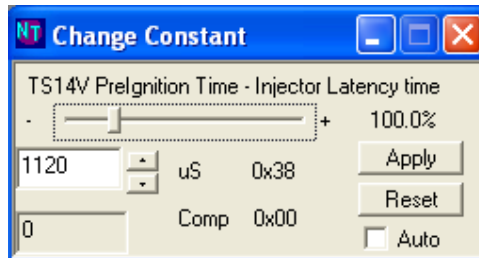 NT Change Constant
TS14V PreIgnition Time - Injector Latency time
- + 100.0%
1120 uS 0x38 Apply
Reset
0 Comp 0x00
Auto